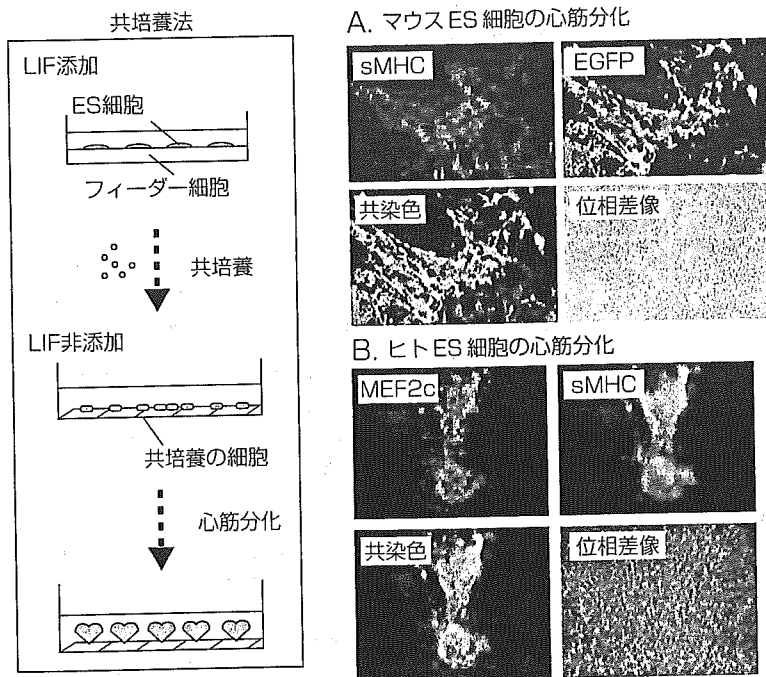 共培養法
LIF添加
ES細胞
フィーダー細胞
共培養
LIF非添加
共培養の細胞
心筋分化
A. マウスES細胞の心筋分化
sMHC
EGFP
共染色
位相差像
B. ヒトES細胞の心筋分化
MEF2c
sMHC
共染色
位相差像